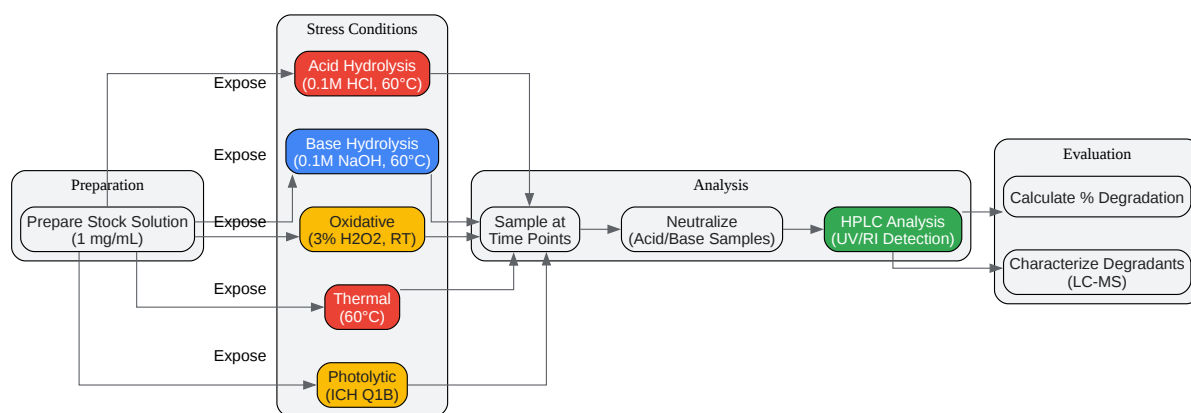 Stress Conditions
Acid Hydrolysis
(0.1M HCl, 60°C)
Expose
Base Hydrolysis
(0.1M NaOH, 60°C)
Expose
Preparation
Prepare Stock Solution
(1 mg/mL)
Expose
Oxidative
(3% H2O2, RT)
Expose
Thermal
(60°C)
Expose
Photolytic
(ICH Q1B)
Analysis
Sample at
Time Points
Neutralize
(Acid/Base Samples)
HPLC Analysis
(UV/RI Detection)
Evaluation
Calculate % Degradation
Characterize Degradants
(LC-MS)